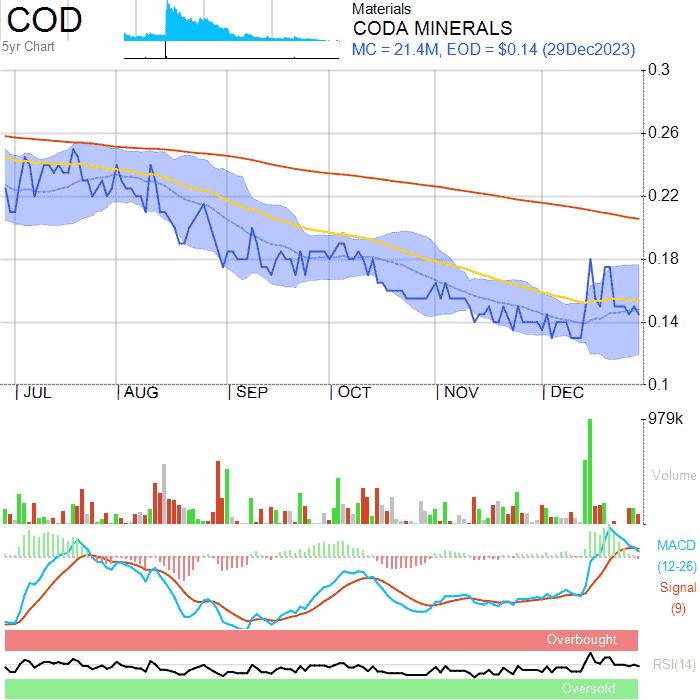 COD
5yr Chart
Materials
CODA MINERALS
MC = 21.4M, EOD = $0.14 (29Dec2023)
0.3
0.26
0.22
0.18
0.14
0.1
JUL AUG SEP OCT NOV DEC
979k
Volume
MACD
(12-26)
Signal
(9)
Overbought
RSI(14)
Oversold